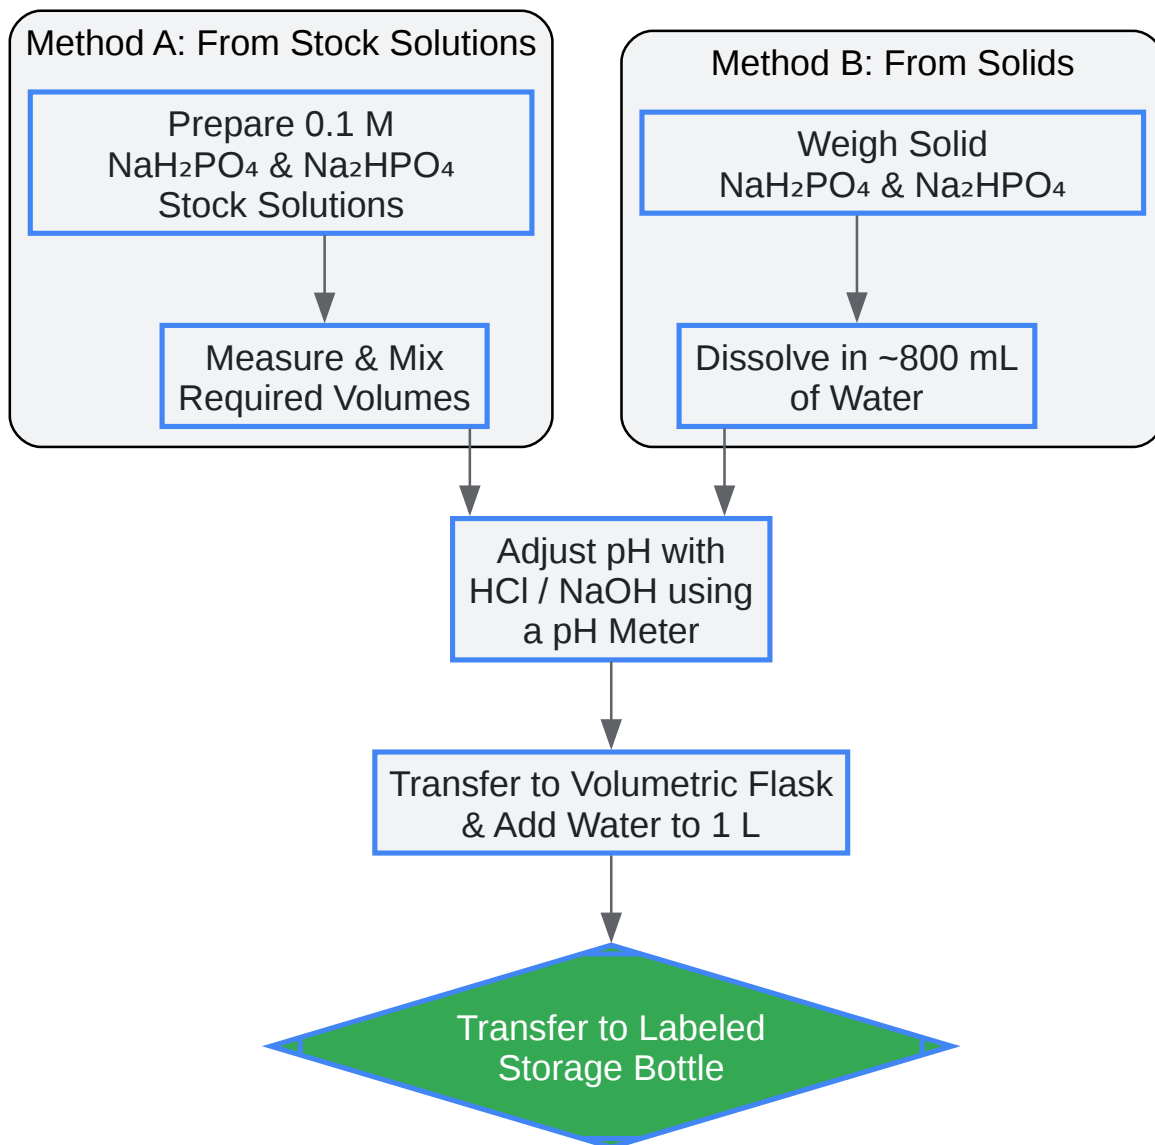 Method A: From Stock Solutions
Prepare 0.1 M
NaH₂PO₄ & Na₂HPO₄
Stock Solutions
Measure & Mix
Required Volumes
Method B: From Solids
Weigh Solid
NaH₂PO₄ & Na₂HPO₄
Dissolve in ~800 mL
of Water
Adjust pH with
HCl / NaOH using
a pH Meter
Transfer to Volumetric Flask
& Add Water to 1 L
Transfer to Labeled
Storage Bottle